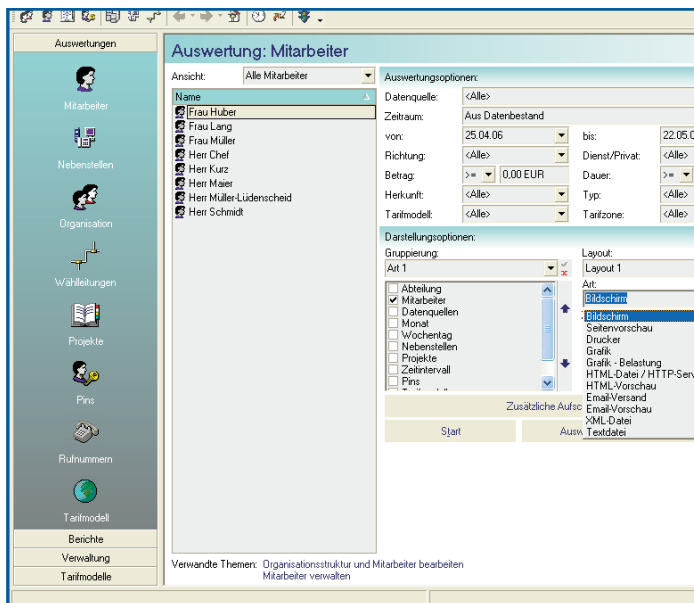 Auswertungen
Mitarbeiter
Nebenstellen
Organisation
Wählleitungen
Projekte
Pins
Rufnummern
Tarifmodell
Berichte
Verwaltung
Tarifmodelle
Auswertung: Mitarbeiter
Ansicht: Alle Mitarbeiter
Name
Frau Huber
Frau Lang
Frau Müller
Herr Chef
Herr Kurz
Herr Maier
Herr Müller-Lüdenscheid
Herr Schmidt
Auswertungsoptionen:
Datenquelle: <Alle>
Zeitraum: Aus Datenbestand
von: 25.04.06 bis: 22.05.0
Richtung: <Alle> Dienst/Privat: <Alle>
Betrag: >= 0,00 EUR Dauer: >=
Herkunft: <Alle> Typ: <Alle>
Tarifmodell: <Alle> Tarifzone: <Alle>
Darstellungsoptionen:
Gruppierung:
Art 1
Abteilung
Mitarbeiter
Datenquellen
Monat
Wochentag
Nebenstellen
Projekte
Zeitintervall
Pins
Layout:
Layout 1
Art:
Bildschirm
Bildschirm
Seitenvorschau
Drucker
Grafik
Grafik - Belastung
HTML-Datei / HTTP-Serv
HTML-Vorschau
Email-Versand
Email-Vorschau
XML-Datei
Textdatei
Zusätzliche Aufsc
Start Ausw
Verwandte Themen: Organisationsstruktur und Mitarbeiter bearbeiten
Mitarbeiter verwalten